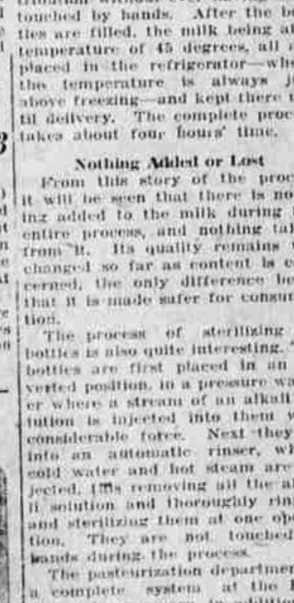 touched by hands. After the b
tles are filled, the milk being at
temperature of 45 degrees, all
placed in the refrigerator—wh
the temperature is always j
above freezing—and kept there
til delivery. The complete proc
takes about four hours' time.
Nothing Added or Lost
From this story of the proc
it will be seen that there is no
ing added to the milk during
entire process, and nothing ta
from it. Its quality remains
changed so far as content is c
cerned, the only difference be
that it is made safer for consum
tion.
The process of sterilizing
bottles is also quite interesting.
bottles are first placed in an
verted position, in a pressure wa
er where a stream of an alkali
lution is injected into them
considerable force. Next they
into an automatic rinser, w
cold water and hot steam are
jected, this removing all the al
li solution and thoroughly rin
and sterilizing them at one op
tion. They are not touched
hands during the process.
The pasteurization departmen
a complete system at the